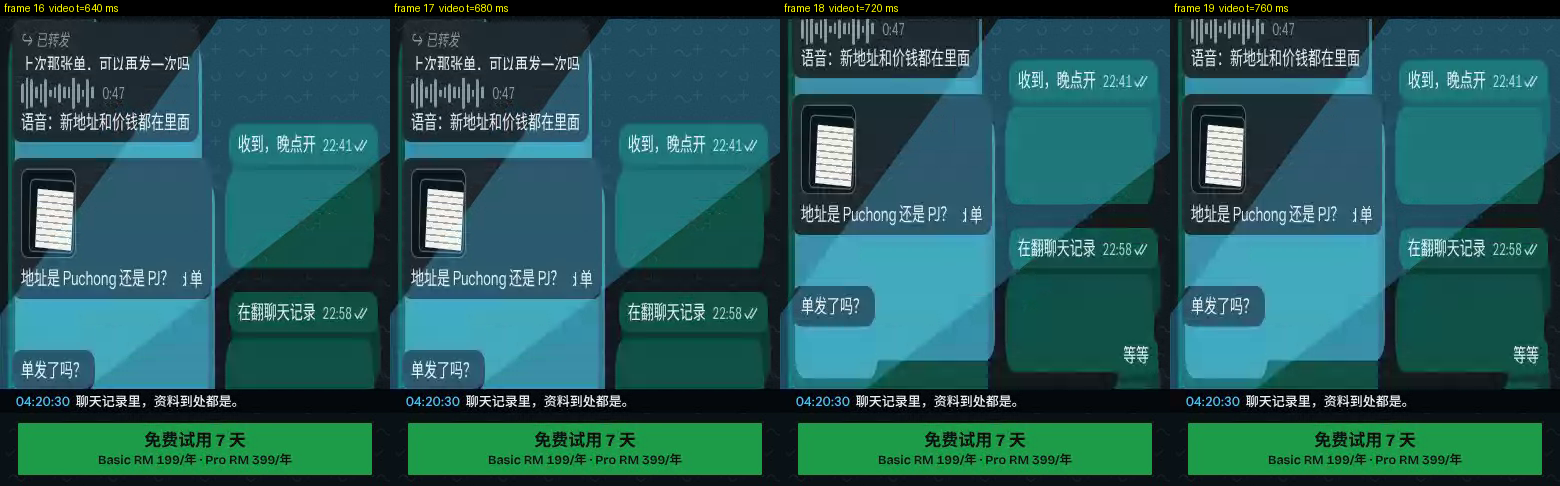 frame 16 video t=640 ms
已转发
上次那张单，可以再发一次吗
0:47
语音：新地址和价钱都在里面
收到，晚点开 22:41
地址是 Puchong 还是 PJ？
单
在翻聊天记录 22:58
单发了吗？
04:20:30 聊天记录里，资料到处都是。
免费试用 7 天
Basic RM 199/年 · Pro RM 399/年
frame 17 video t=680 ms
已转发
上次那张单，可以再发一次吗
0:47
语音：新地址和价钱都在里面
收到，晚点开 22:41
地址是 Puchong 还是 PJ？
单
在翻聊天记录 22:58
单发了吗？
04:20:30 聊天记录里，资料到处都是。
免费试用 7 天
Basic RM 199/年 · Pro RM 399/年
frame 18 video t=720 ms
0:47
语音：新地址和价钱都在里面
收到，晚点开 22:41
地址是 Puchong 还是 PJ？
单
在翻聊天记录 22:58
单发了吗？
等等
04:20:30 聊天记录里，资料到处都是。
免费试用 7 天
Basic RM 199/年 · Pro RM 399/年
frame 19 video t=760 ms
0:47
语音：新地址和价钱都在里面
收到，晚点开 22:41
地址是 Puchong 还是 PJ？
单
在翻聊天记录 22:58
单发了吗？
等等
04:20:30 聊天记录里，资料到处都是。
免费试用 7 天
Basic RM 199/年 · Pro RM 399/年